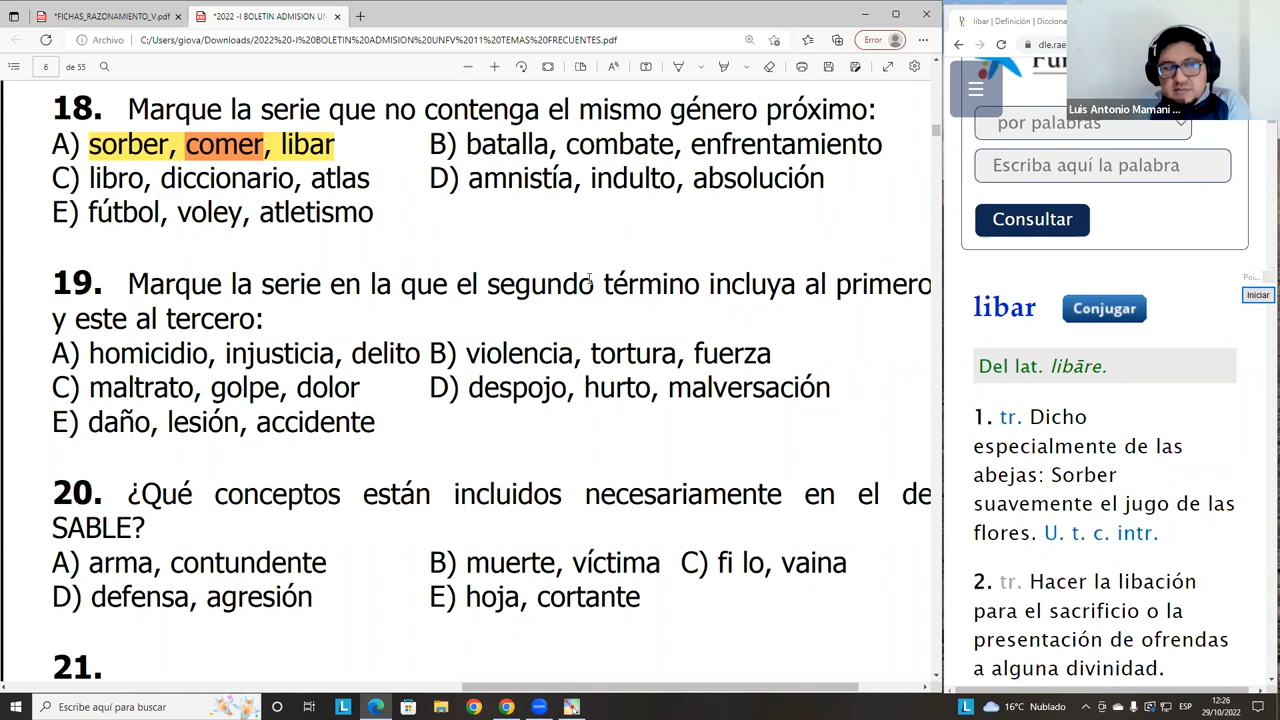 *FICHAS_RAZONAMIENTO_V.pdf
*2022 -I BOLETIN ADMISION UN
libar | Definición | Dicciona
Archivo
C:/Users/giova/Downloads/2022%20-I%20BOLETIN%20ADMISION%20UNFV%2011%20TEMAS%20FRECUENTES.pdf
Error
dle.rae
6 de 55
18. Marque la serie que no contenga el mismo género próximo:
A) sorber, comer, libar B) batalla, combate, enfrentamiento
C) libro, diccionario, atlas D) amnistía, indulto, absolución
E) fútbol, voley, atletismo
19. Marque la serie en la que el segundo término incluya al primero
y este al tercero:
A) homicidio, injusticia, delito B) violencia, tortura, fuerza
C) maltrato, golpe, dolor D) despojo, hurto, malversación
E) daño, lesión, accidente
20. ¿Qué conceptos están incluidos necesariamente en el de
SABLE?
A) arma, contundente B) muerte, víctima C) fi lo, vaina
D) defensa, agresión E) hoja, cortante
21.
Luis Antonio Mamani ...
por palabras
Escriba aquí la palabra
Consultar
Poi...
Iniciar
libar Conjugar
Del lat. libāre.
1. tr. Dicho
especialmente de las
abejas: Sorber
suavemente el jugo de las
flores. U. t. c. intr.
2. tr. Hacer la libación
para el sacrificio o la
presentación de ofrendas
a alguna divinidad.
Escribe aquí para buscar
16°C Nublado
ESP
12:26
29/10/2022